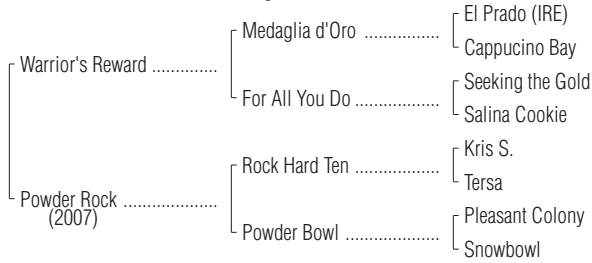 El Prado (IRE)
Medaglia d'Oro ................
Cappucino Bay
Warrior's Reward ..............
Seeking the Gold
For All You Do ..................
Salina Cookie
Kris S.
Rock Hard Ten ..................
Tersa
Powder Rock ....................
(2007)
Pleasant Colony
Powder Bowl ....................
Snowbowl